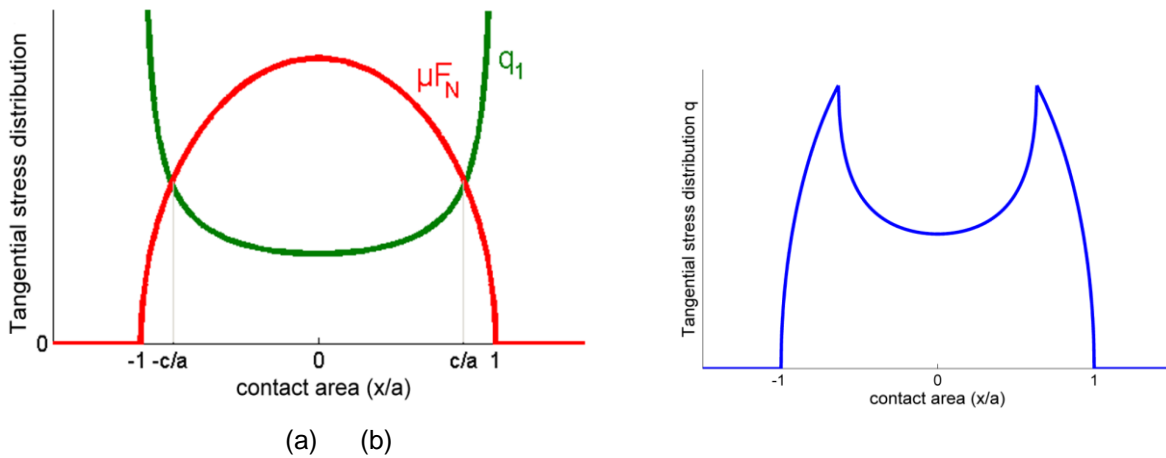 Tangential stress distribution
μF_N
q_1
0
-1 -c/a 0 c/a 1
contact area (x/a)
(a) (b)
Tangential stress distribution q
-1 0 1
contact area (x/a)